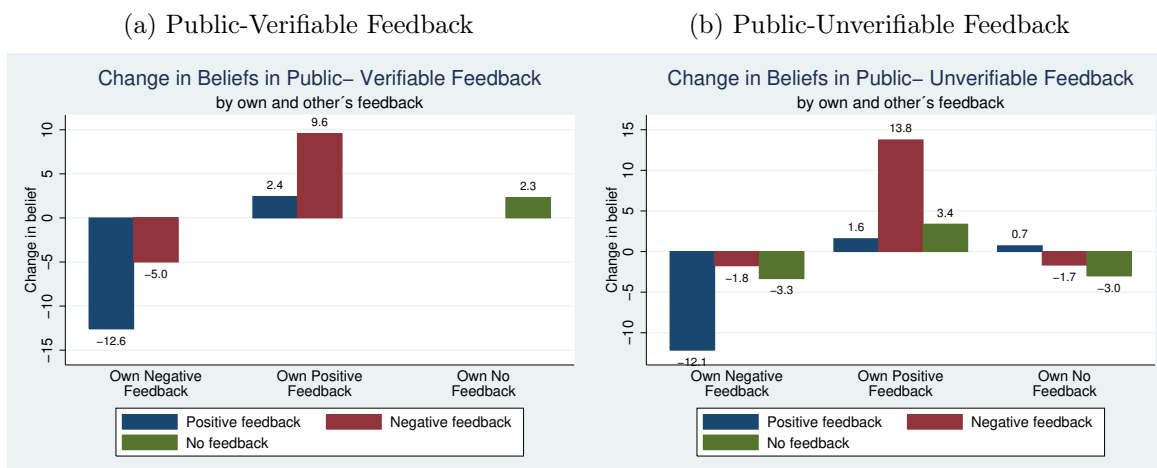 (a) Public-Verifiable Feedback
Change in Beliefs in Public− Verifiable Feedback
by own and other´s feedback
Change in belief
10
5
0
−5
−10
−15
−12.6
−5.0
2.4
9.6
2.3
Own Negative
Feedback
Own Positive
Feedback
Own No
Feedback
Positive feedback
Negative feedback
No feedback
(b) Public-Unverifiable Feedback
Change in Beliefs in Public− Unverifiable Feedback
by own and other´s feedback
Change in belief
15
10
5
0
−5
−10
−12.1
−1.8
−3.3
1.6
13.8
3.4
0.7
−1.7
−3.0
Own Negative
Feedback
Own Positive
Feedback
Own No
Feedback
Positive feedback
Negative feedback
No feedback